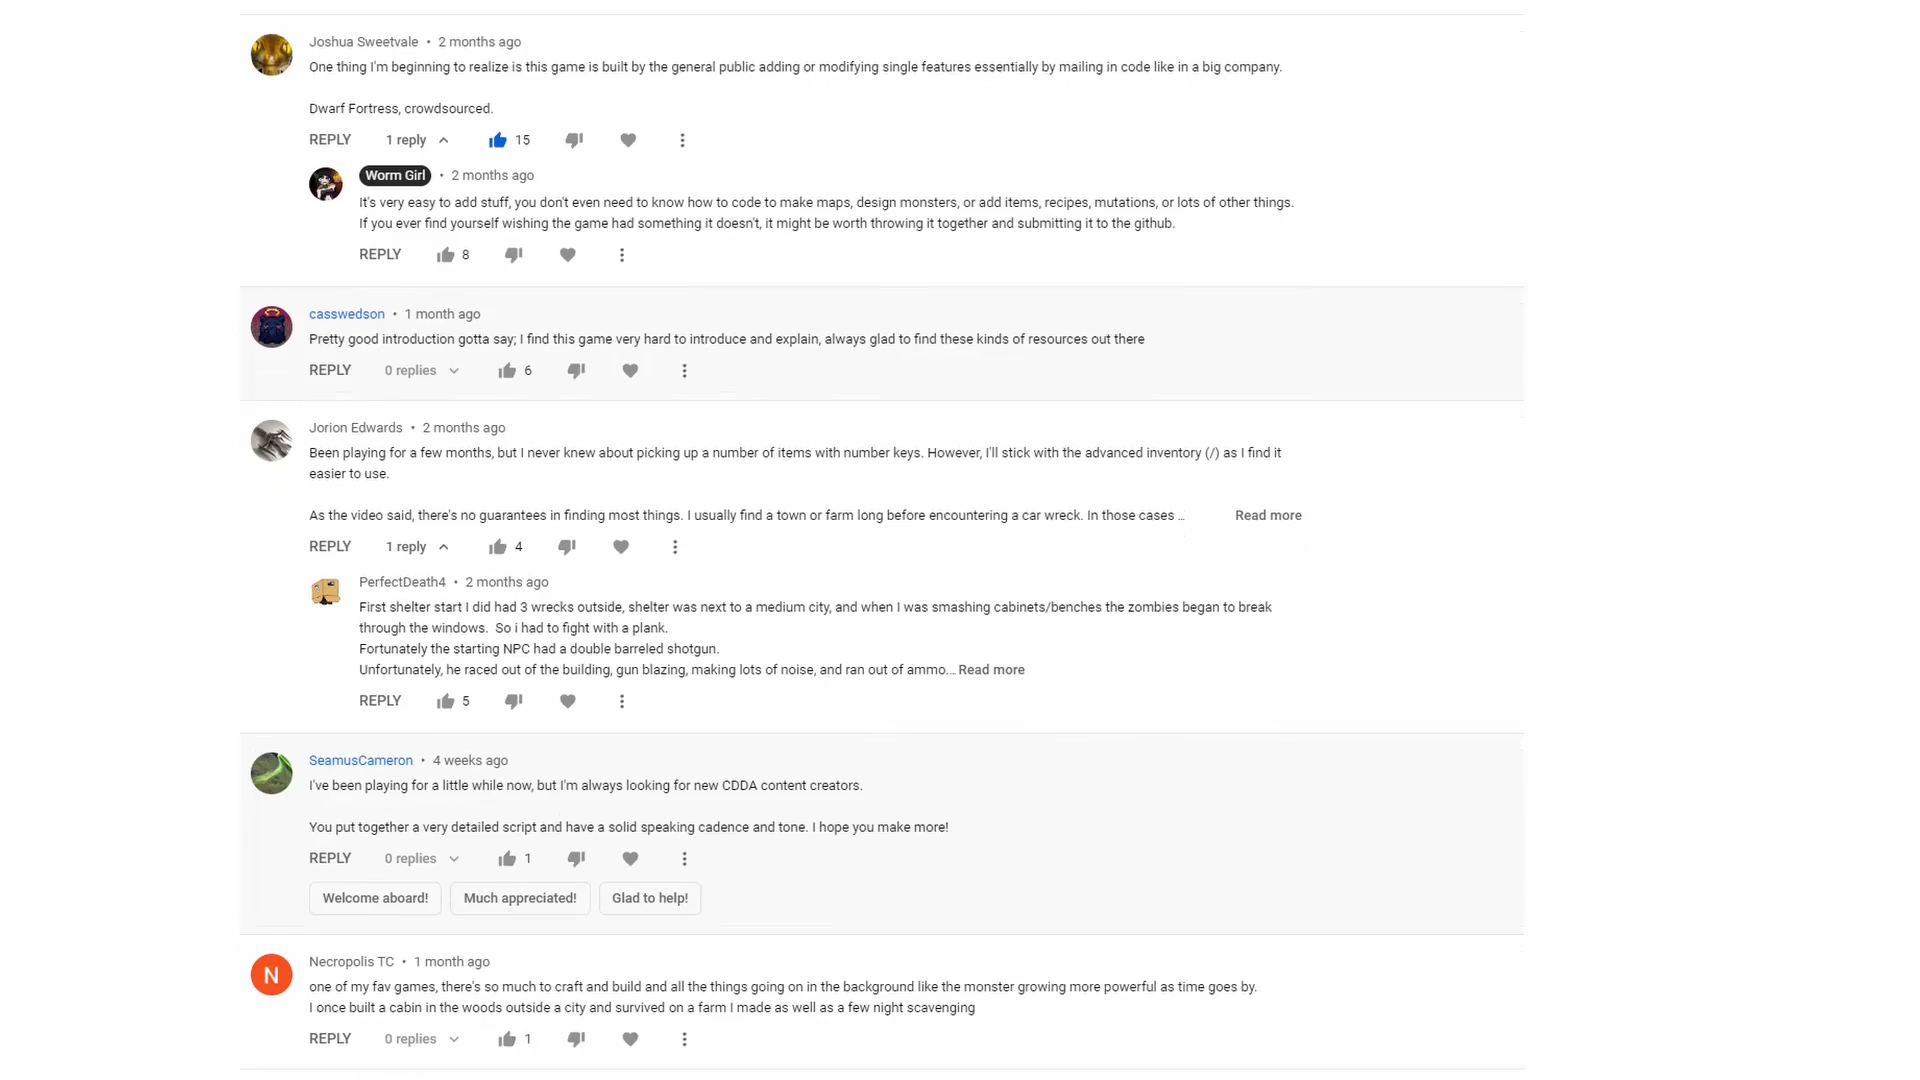 Joshua Sweetvale • 2 months ago
One thing I'm beginning to realize is this game is built by the general public adding or modifying single features essentially by mailing in code like in a big company.
Dwarf Fortress, crowdsourced.
REPLY 1 reply 15
Worm Girl • 2 months ago
It's very easy to add stuff, you don't even need to know how to code to make maps, design monsters, or add items, recipes, mutations, or lots of other things.
If you ever find yourself wishing the game had something it doesn't, it might be worth throwing it together and submitting it to the github.
REPLY 8
casswedson • 1 month ago
Pretty good introduction gotta say; I find this game very hard to introduce and explain, always glad to find these kinds of resources out there
REPLY 0 replies 6
Jorion Edwards • 2 months ago
Been playing for a few months, but I never knew about picking up a number of items with number keys. However, I'll stick with the advanced inventory (/) as I find it
easier to use.
As the video said, there's no guarantees in finding most things. I usually find a town or farm long before encountering a car wreck. In those cases ... Read more
REPLY 1 reply 4
PerfectDeath4 • 2 months ago
First shelter start I did had 3 wrecks outside, shelter was next to a medium city, and when I was smashing cabinets/benches the zombies began to break
through the windows. So i had to fight with a plank.
Fortunately the starting NPC had a double barreled shotgun.
Unfortunately, he raced out of the building, gun blazing, making lots of noise, and ran out of ammo... Read more
REPLY 5
SeamusCameron • 4 weeks ago
I've been playing for a little while now, but I'm always looking for new CDDA content creators.
You put together a very detailed script and have a solid speaking cadence and tone. I hope you make more!
REPLY 0 replies 1
Welcome aboard! Much appreciated! Glad to help!
N
Necropolis TC • 1 month ago
one of my fav games, there's so much to craft and build and all the things going on in the background like the monster growing more powerful as time goes by.
I once built a cabin in the woods outside a city and survived on a farm I made as well as a few night scavenging
REPLY 0 replies 1